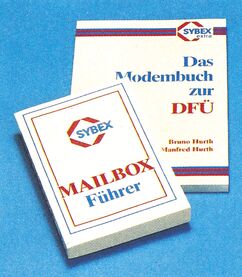 SYBEX
extra
Das
Modembuch
zur
DFÜ
Bruno Hurth
Manfred Hurth
SYBEX
MAILBOX
Führer